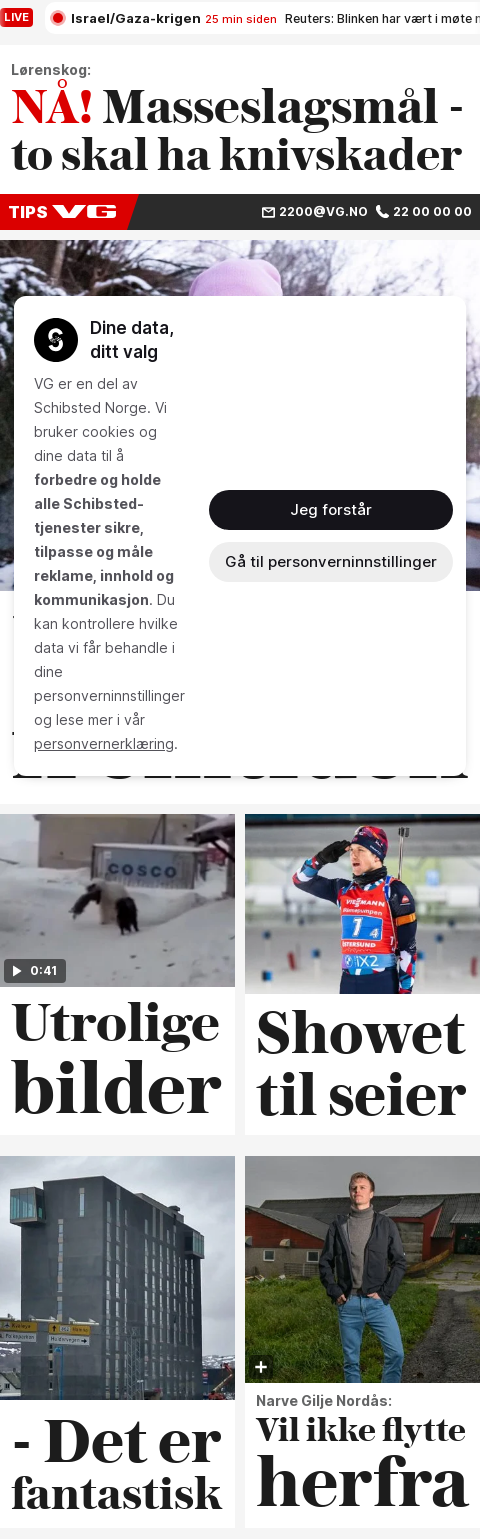 LIVE
Israel/Gaza-krigen 25 min siden Reuters: Blinken har vært i møte
Lørenskog:
NÅ! Masseslagsmål -
to skal ha knivskader
TIPS VG
2200@VG.NO 22 00 00 00
Dine data,
ditt valg
VG er en del av
Schibsted Norge. Vi
bruker cookies og
dine data til å
forbedre og holde
alle Schibsted-
tjenester sikre,
tilpasse og måle
reklame, innhold og
kommunikasjon. Du
kan kontrollere hvilke
data vi får behandle i
dine
personverninnstillinger
og lese mer i vår
personvernerklæring.
Jeg forstår
Gå til personverninnstillinger
COSCO
0:41
Utrolige
bilder
VIESSMANN
1 4
ÖSTERSUND
IX2
Showet
til seier
- Det er
fantastisk
Narve Gilje Nordås:
Vil ikke flytte
herfra